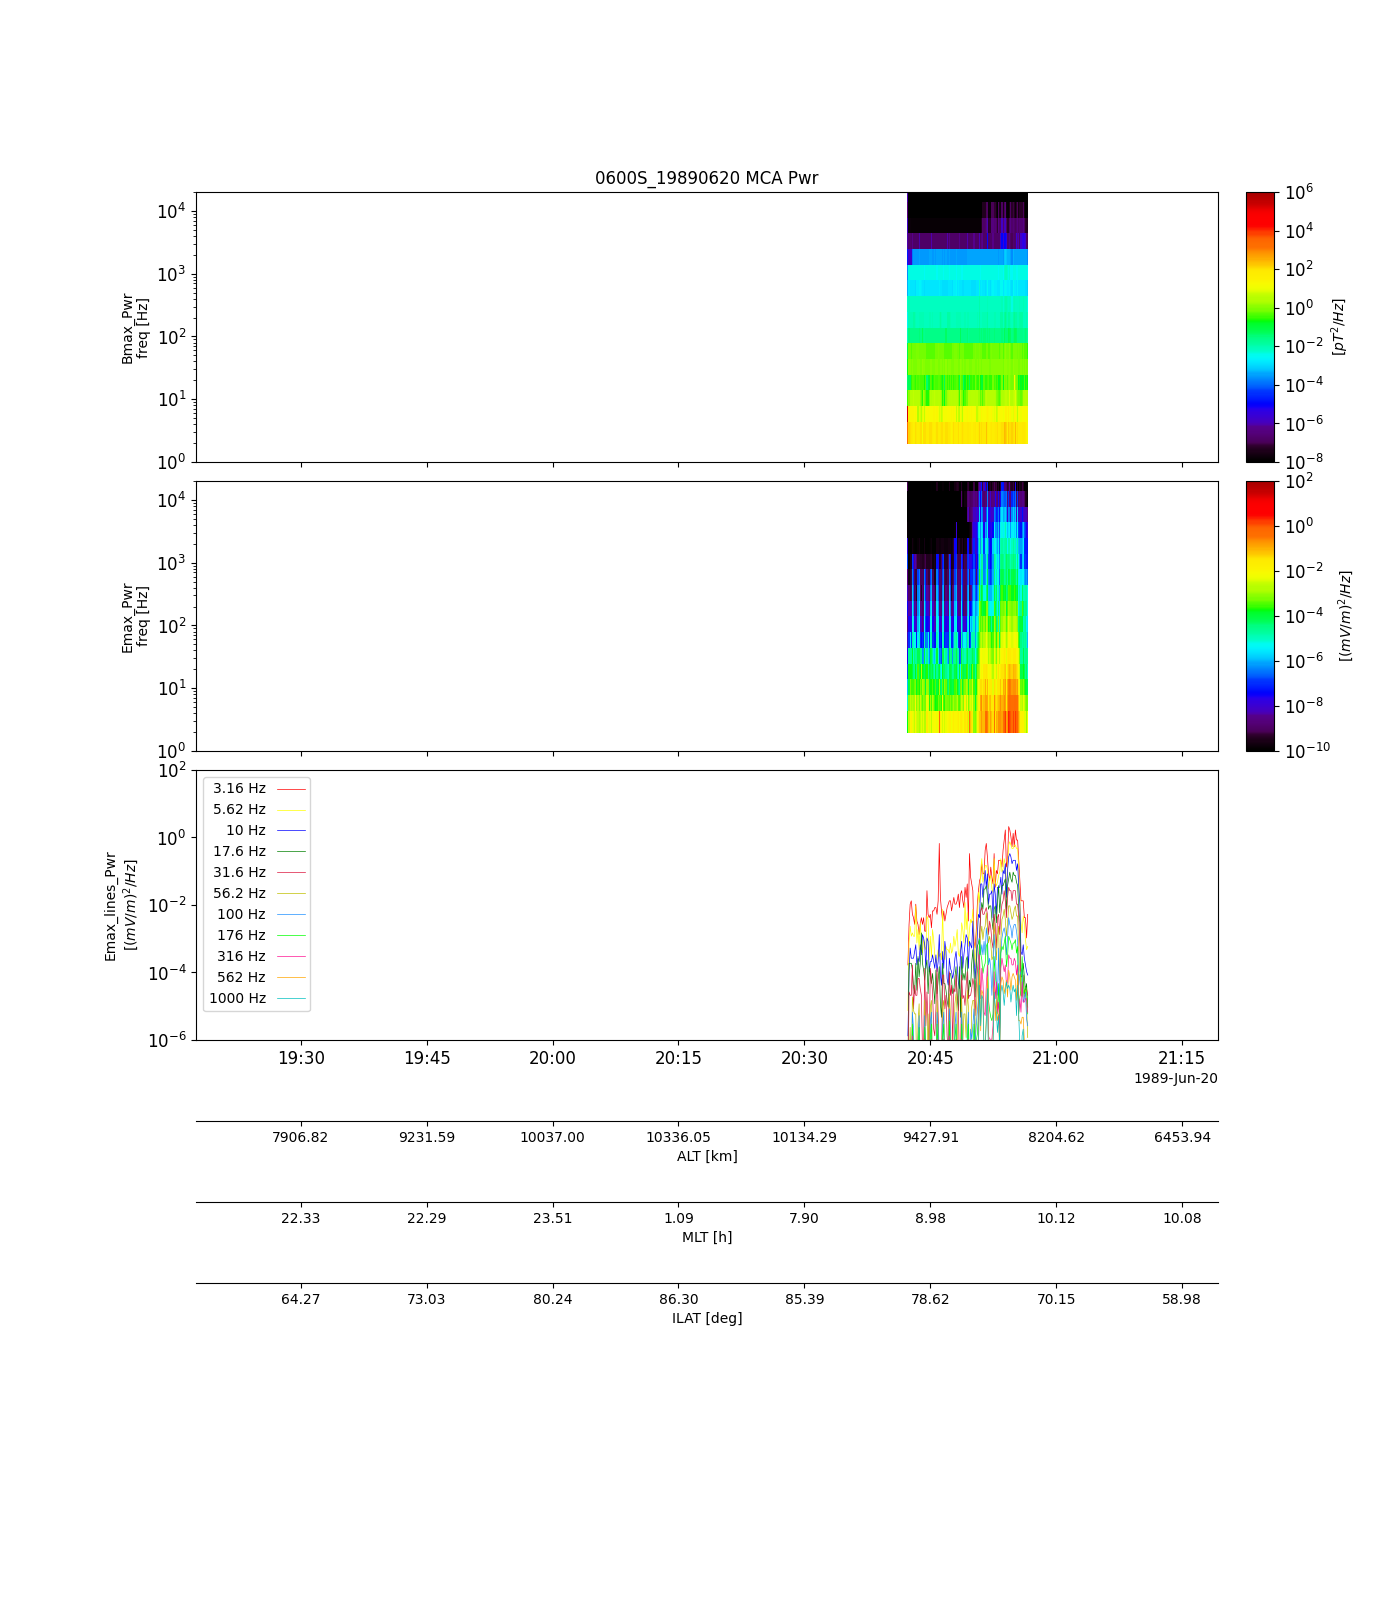 0600S_19890620 MCA Pwr
10^4
10^3
10^2
10^1
10^0
Bmax_Pwr
freq [Hz]
10^6
10^4
10^2
10^0
10^-2
10^-4
10^-6
10^-8
[pT^2/Hz]
10^4
10^3
10^2
10^1
10^0
Emax_Pwr
freq [Hz]
10^2
10^0
10^-2
10^-4
10^-6
10^-8
10^-10
[(mV/m)^2/Hz]
10^2
10^0
10^-2
10^-4
10^-6
Emax_lines_Pwr
[(mV/m)^2/Hz]
3.16 Hz
5.62 Hz
10 Hz
17.6 Hz
31.6 Hz
56.2 Hz
100 Hz
176 Hz
316 Hz
562 Hz
1000 Hz
19:30 19:45 20:00 20:15 20:30 20:45 21:00 21:15
1989-Jun-20
7906.82 9231.59 10037.00 10336.05 10134.29 9427.91 8204.62 6453.94
ALT [km]
22.33 22.29 23.51 1.09 7.90 8.98 10.12 10.08
MLT [h]
64.27 73.03 80.24 86.30 85.39 78.62 70.15 58.98
ILAT [deg]